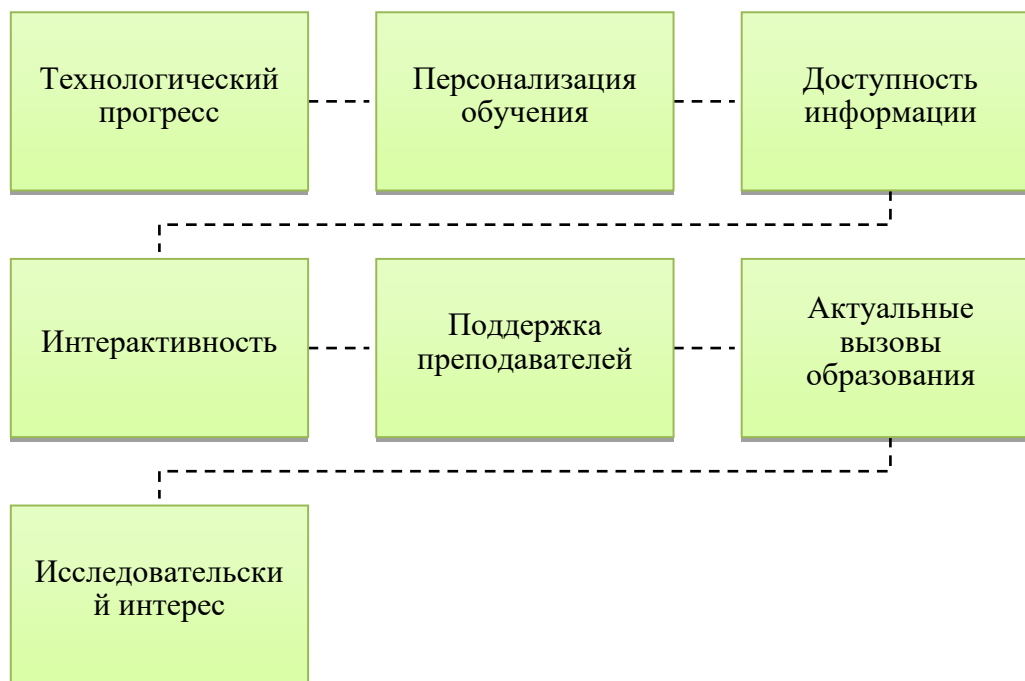 Технологический
прогресс
Персонализация
обучения
Доступность
информации
Интерактивность
Поддержка
преподавателей
Актуальные
вызовы
образования
Исследовательски
й интерес